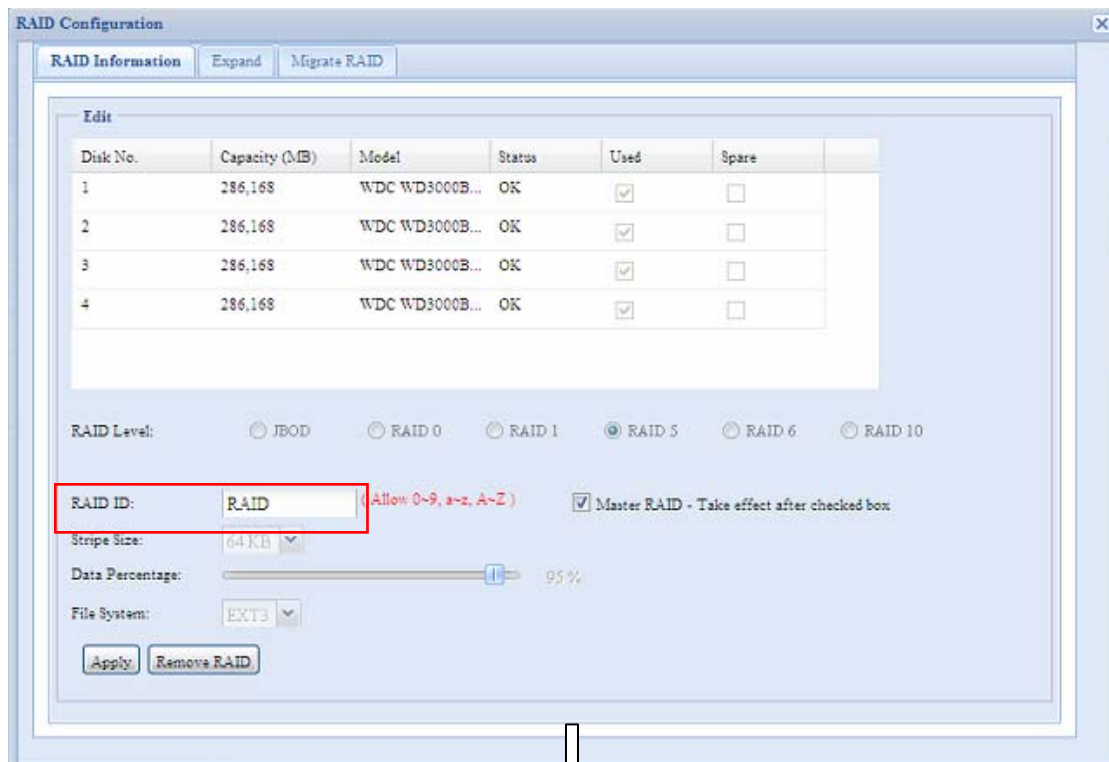 RAID Configuration
RAID Information Expand Migrate RAID
Edit
Disk No. Capacity (MB) Model Status Used Spare
1 286,168 WDC WD3000B... OK
2 286,168 WDC WD3000B... OK
3 286,168 WDC WD3000B... OK
4 286,168 WDC WD3000B... OK
RAID Level: JBOD RAID 0 RAID 1 RAID 5 RAID 6 RAID 10
RAID ID: RAID ( Allow 0~9, a~z, A~Z ) Master RAID - Take effect after checked box
Stripe Size: 64 KB
Data Percentage: 95 %
File System: EXT3
Apply Remove RAID